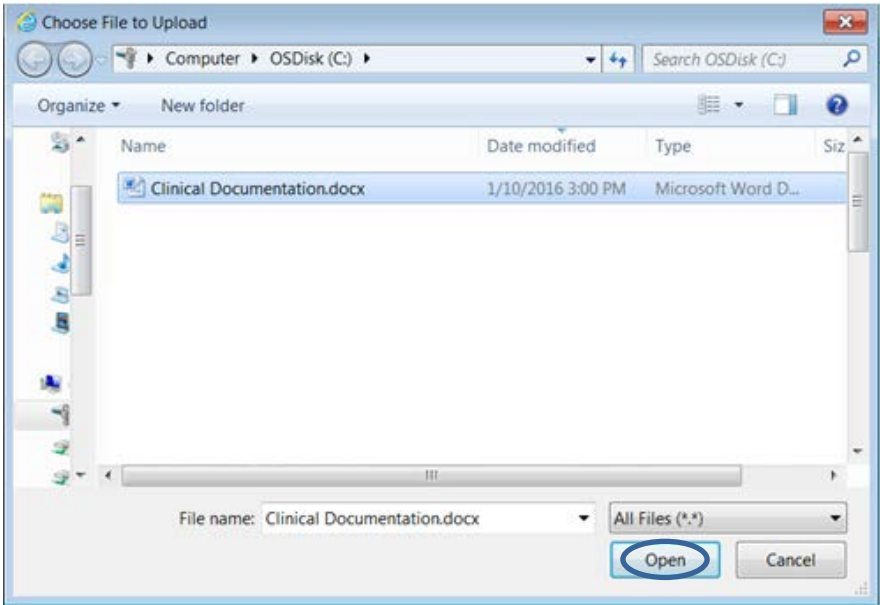 Choose File to Upload
Computer OSDisk (C:) Search OSDisk (C:)
Organize New folder
Name Date modified Type Siz
Clinical Documentation.docx 1/10/2016 3:00 PM Microsoft Word D...
File name: Clinical Documentation.docx All Files (*.*)
Open Cancel